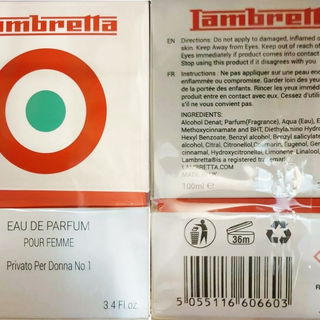 Lambretta
EAU DE PARFUM
POUR FEMME
Privato Per Donna No 1
3.4 Fl.oz
Lambretta
EN Directions: Do not apply to damaged, inflamed or
skin. Keep Away from Eyes. Keep out of reach of
Eyes immediately if product comes into contact
Stop using this product if it disagrees with you
FR Instructions : Ne pas appliquer sur une peau
enflammée ou compromise. Garder loin des yeux.
de la portée des enfants. Rincer les yeux
entre en contact avec eux. Cessez d'utili
s'il ne vous convient pas.
INGREDIENTS:
Alcohol Denat; Parfum(Fragrance), Aqua (Eau),
Methoxycinnamate and BHT,
Hexyl Benzoate, Benzyl alcohol, Benzyl salicylate
alcohol, Citral, Citronellol, Coumarin, Eugenol,
cinnamal, Hydroxycitronellal, Limonene,
Lambretta® is a registered trademark
LAMBRETTA.COM
MADE IN UK
100ml
36m
5 055116 606603